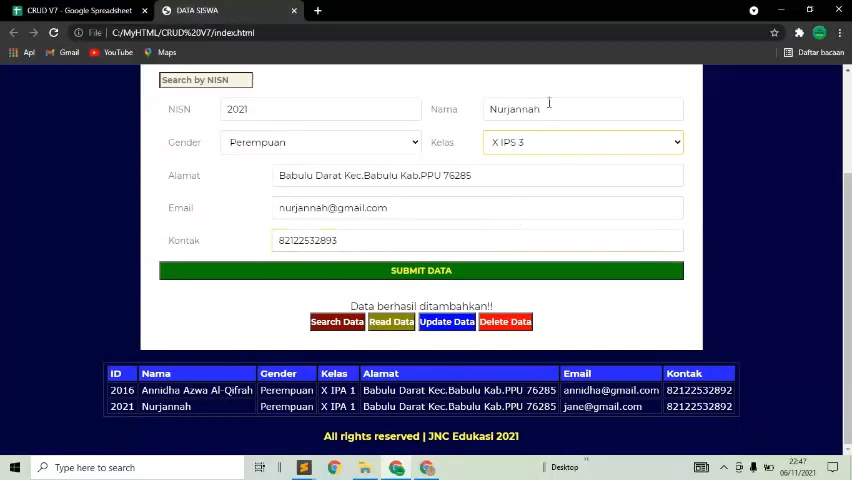 CRUD V7 - Google Spreadsheet
DATA SISWA
File C:/MyHTML/CRUD%20V7/index.html
Apl Gmail YouTube Maps Daftar bacaan
Search by NISN
NISN 2021 Nama Nurjannah
Gender Perempuan Kelas X IPS 3
Alamat Babulu Darat Kec.Babulu Kab.PPU 76285
Email nurjannah@gmail.com
Kontak 82122532893
SUBMIT DATA
Data berhasil ditambahkan!!
Search Data Read Data Update Data Delete Data
ID Nama Gender Kelas Alamat Email Kontak
2016 Annidha Azwa Al-Qifrah Perempuan X IPA 1 Babulu Darat Kec.Babulu Kab.PPU 76285 annidha@gmail.com 82122532892
2021 Nurjannah Perempuan X IPA 1 Babulu Darat Kec.Babulu Kab.PPU 76285 jane@gmail.com 82122532892
All rights reserved | JNC Edukasi 2021
Type here to search
Desktop
22:47
06/11/2021